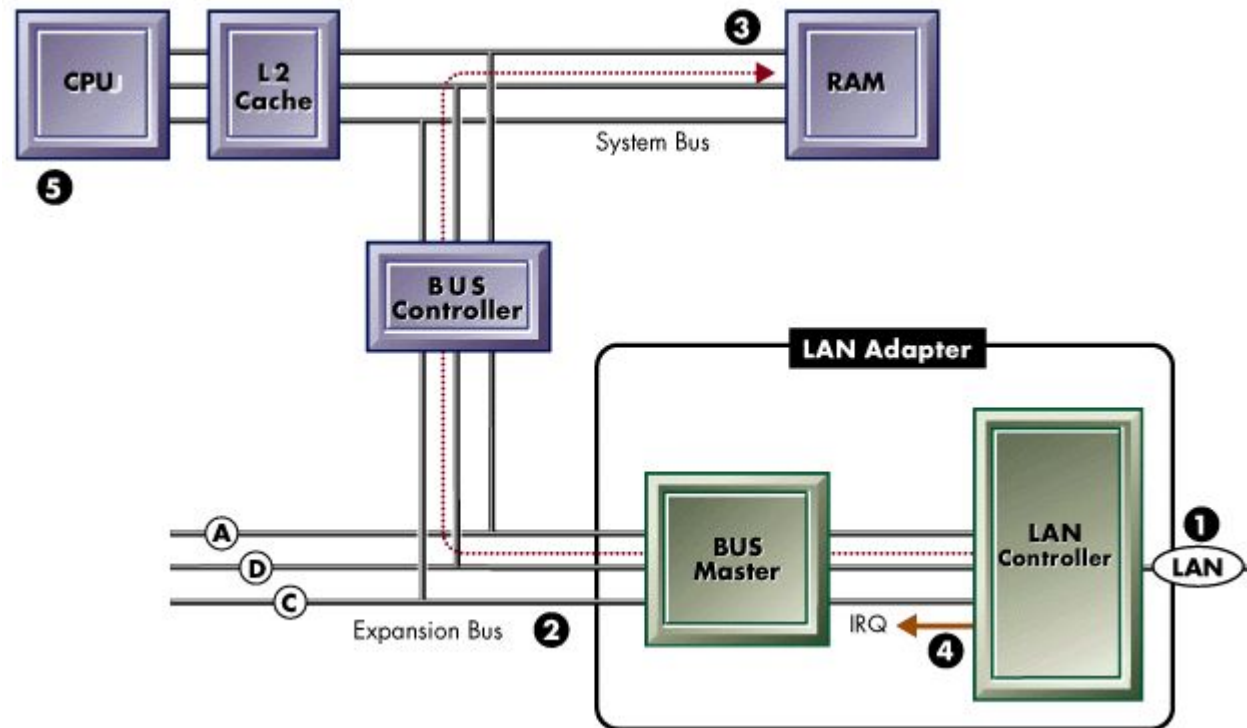 3
CPU
L2
Cache
RAM
System Bus
5
BUS
Controller
LAN Adapter
A
BUS
Master
LAN
Controller
1
LAN
D
C
Expansion Bus
2
IRQ
4